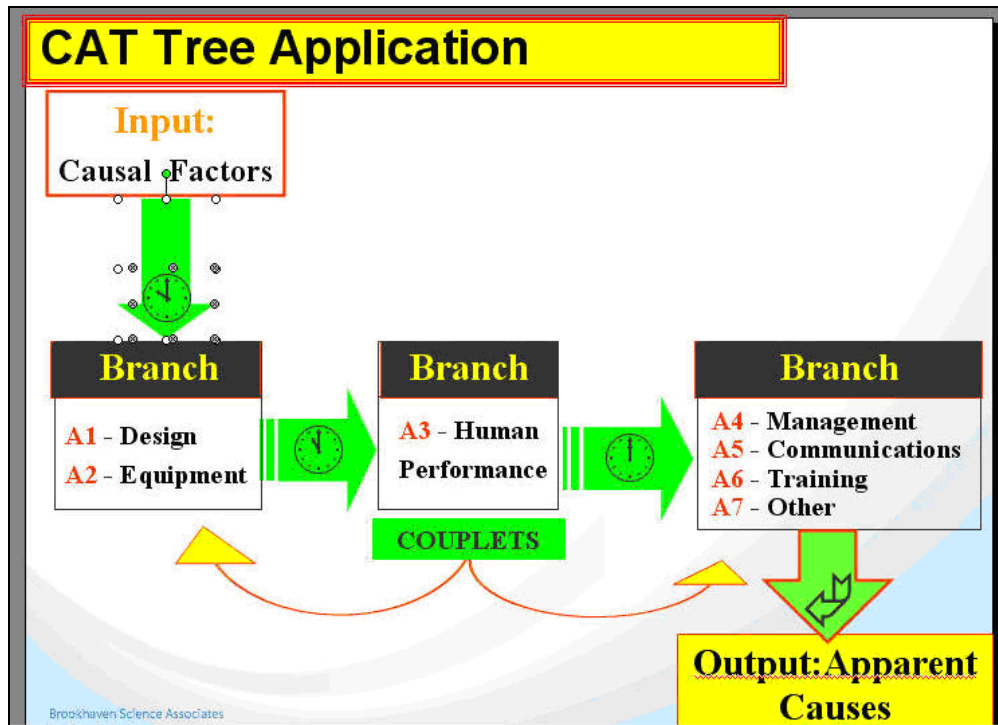 CAT Tree Application
Input:
Causal Factors
Branch
A1 - Design
A2 - Equipment
Branch
A3 - Human
Performance
Branch
A4 - Management
A5 - Communications
A6 - Training
A7 - Other
COUPLETS
Output:Apparent
Causes
Brookhaven Science Associates